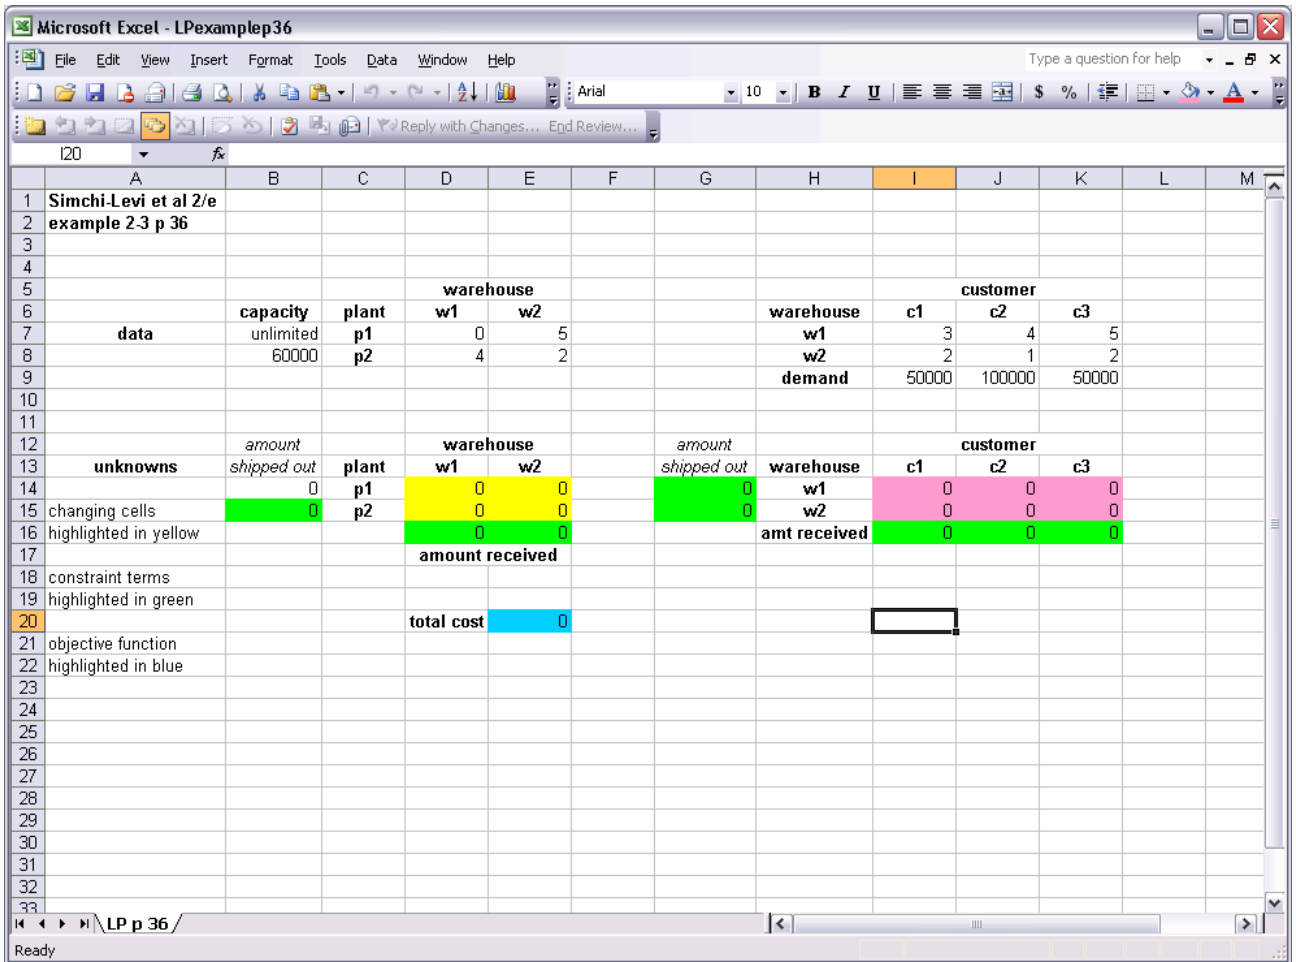 Microsoft Excel - LPexamplep36
File Edit View Insert Format Tools Data Window Help Type a question for help
Arial 10 B I U $ % A
Reply with Changes... End Review...
I20 fx
A B C D E F G H I J K L M
1 Simchi-Levi et al 2/e
2 example 2-3 p 36
3
4
5 warehouse customer
6 capacity plant w1 w2 warehouse c1 c2 c3
7 data unlimited p1 0 5 w1 3 4 5
8 60000 p2 4 2 w2 2 1 2
9 demand 50000 100000 50000
10
11
12 amount warehouse amount customer
13 unknowns shipped out plant w1 w2 shipped out warehouse c1 c2 c3
14 0 p1 0 0 0 w1 0 0 0
15 changing cells 0 p2 0 0 0 w2 0 0 0
16 highlighted in yellow 0 0 amt received 0 0 0
17 amount received
18 constraint terms
19 highlighted in green
20 total cost 0
21 objective function
22 highlighted in blue
23
24
25
26
27
28
29
30
31
32
33
LP p 36
Ready